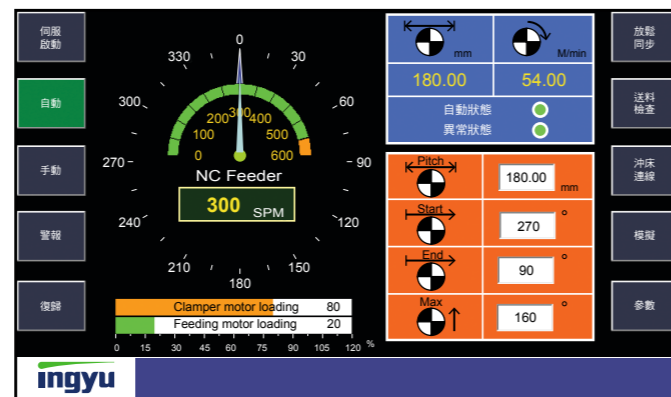 伺服
啟動
自動
手動
警報
復歸
0
30
60
90
120
150
180
210
240
270
300
330
0
100
200
300
400
500
600
NC Feeder
300 SPM
Clamper motor loading 80
Feeding motor loading 20
0 15 30 45 60 75 90 105 120 %
mm
M/min
180.00 54.00
自動狀態
異常狀態
Pitch 180.00 mm
Start 270 °
End 90 °
Max 160 °
放鬆
同步
送料
檢查
沖床
連線
模擬
參數
ingyu